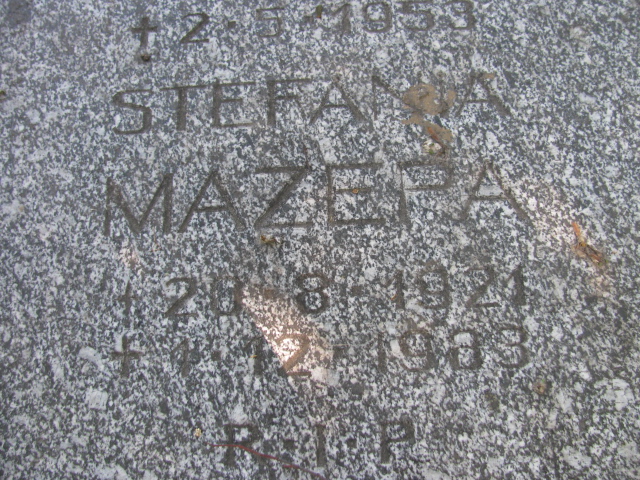 ✝ 2·5·1953
STEFANIA
MAZEPA
* 20·8·1921
✝ 1·12·1983
R·I·P